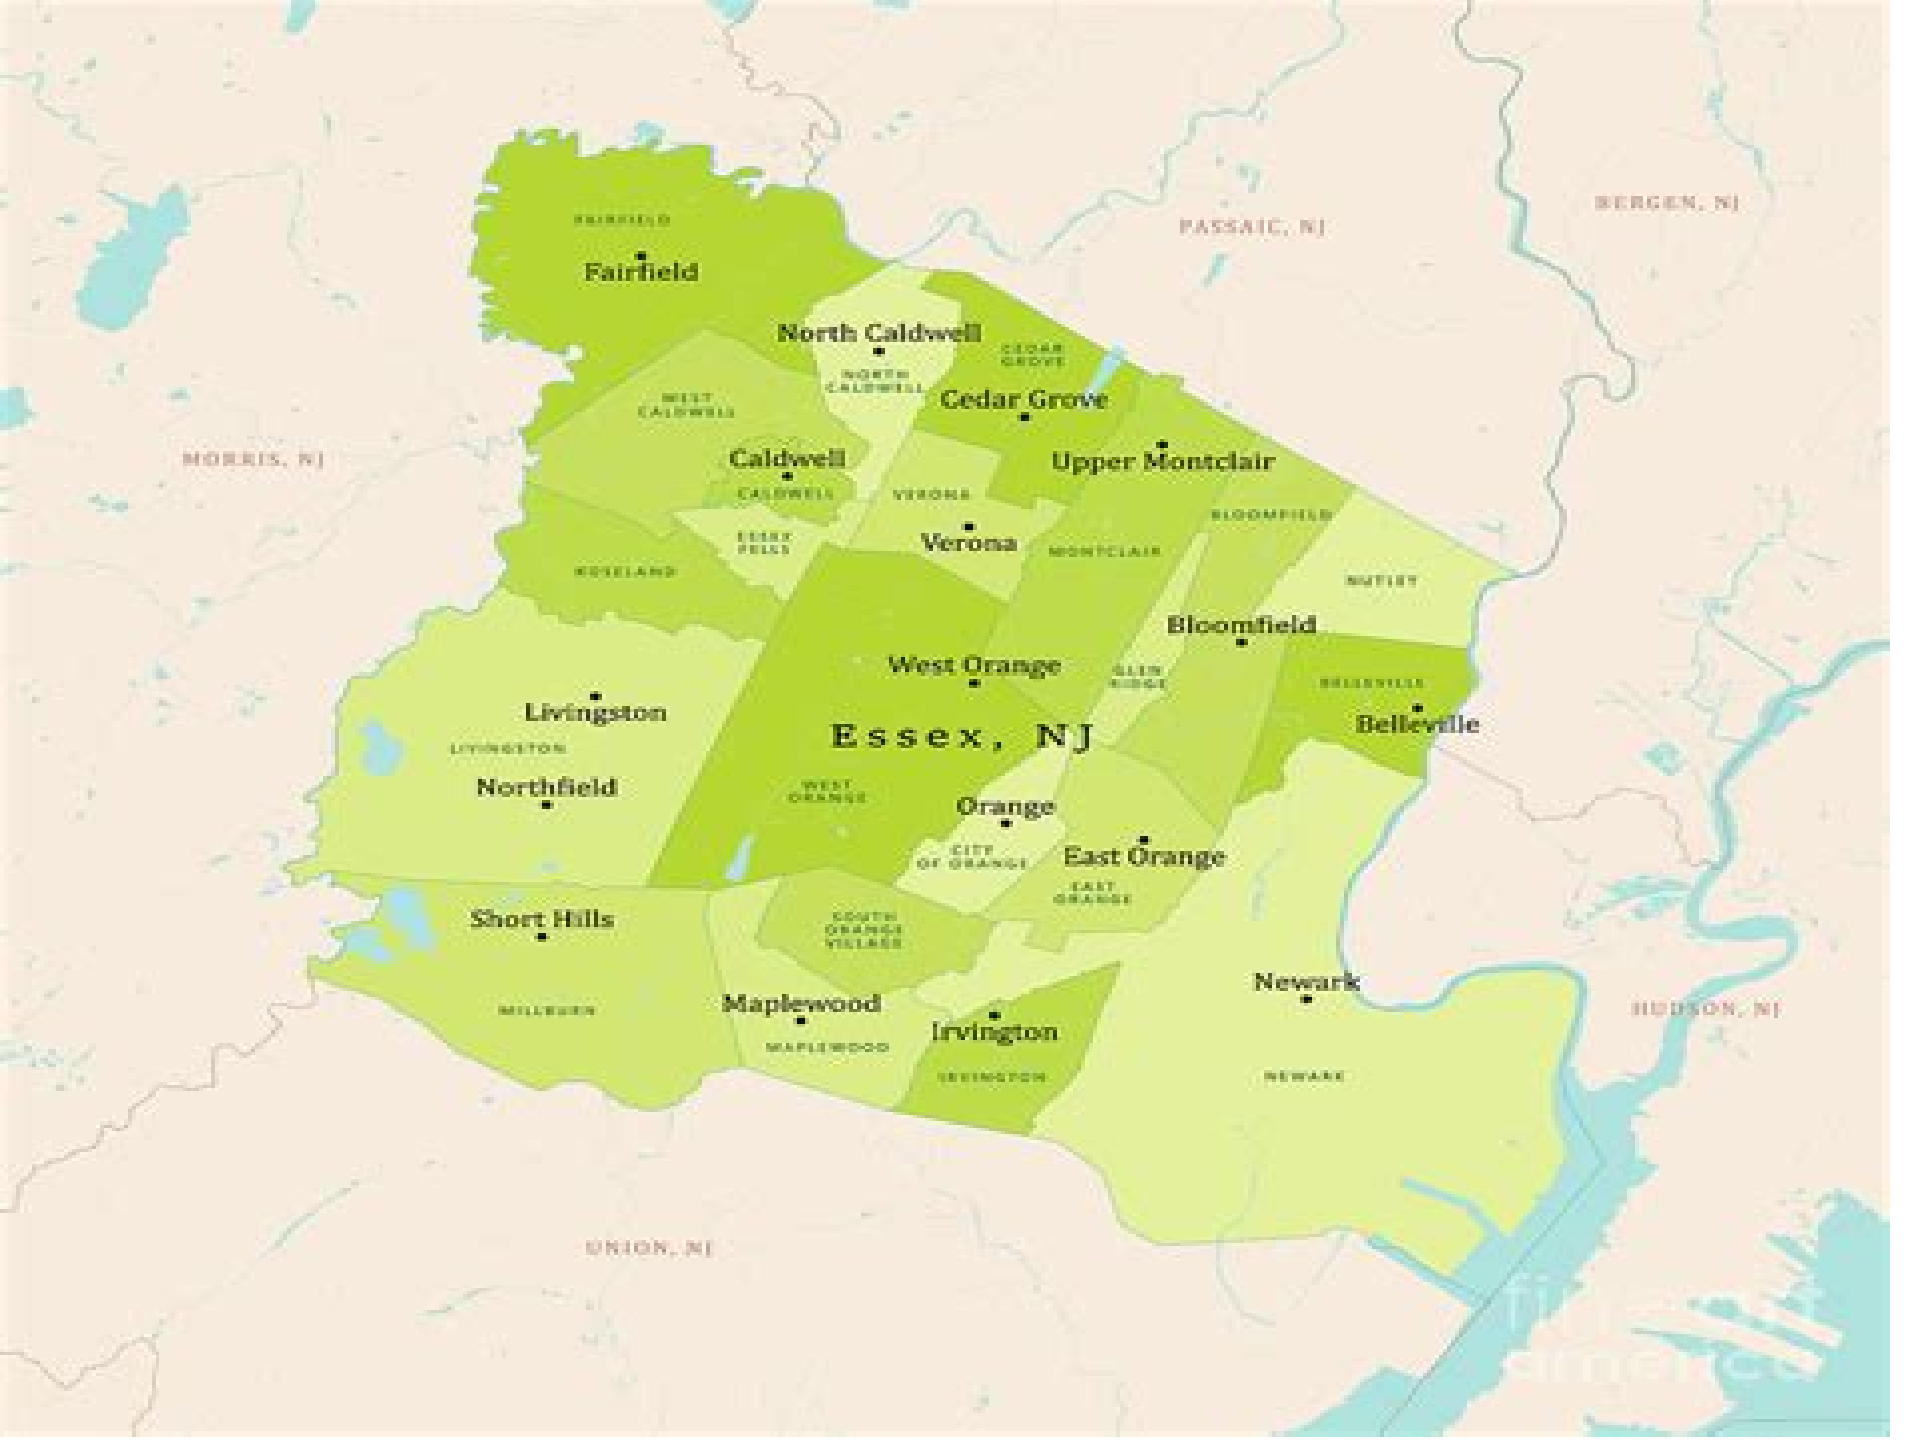 BERGEN, NJ
FAIRFIELD
PASSAIC, NJ
Fairfield
North Caldwell
CEDAR
GROVE
NORTH
CALDWELL
WEST
CALDWELL
Cedar Grove
MORRIS, NJ
Caldwell
Upper Montclair
CALDWELL
VERONA
BLOOMFIELD
ESSEX
FELLS
Verona
MONTCLAIR
ROSELAND
NUTLEY
Bloomfield
West Orange
GLEN
RIDGE
BELLEVILLE
Livingston
Belleville
Essex, NJ
LIVINGSTON
Northfield
WEST
ORANGE
Orange
CITY
OF ORANGE
East Orange
EAST
ORANGE
Short Hills
SOUTH
ORANGE
VILLAGE
Newark
Maplewood
MILLBURN
HUDSON, NJ
Irvington
MAPLEWOOD
IRVINGTON
NEWARK
UNION, NJ